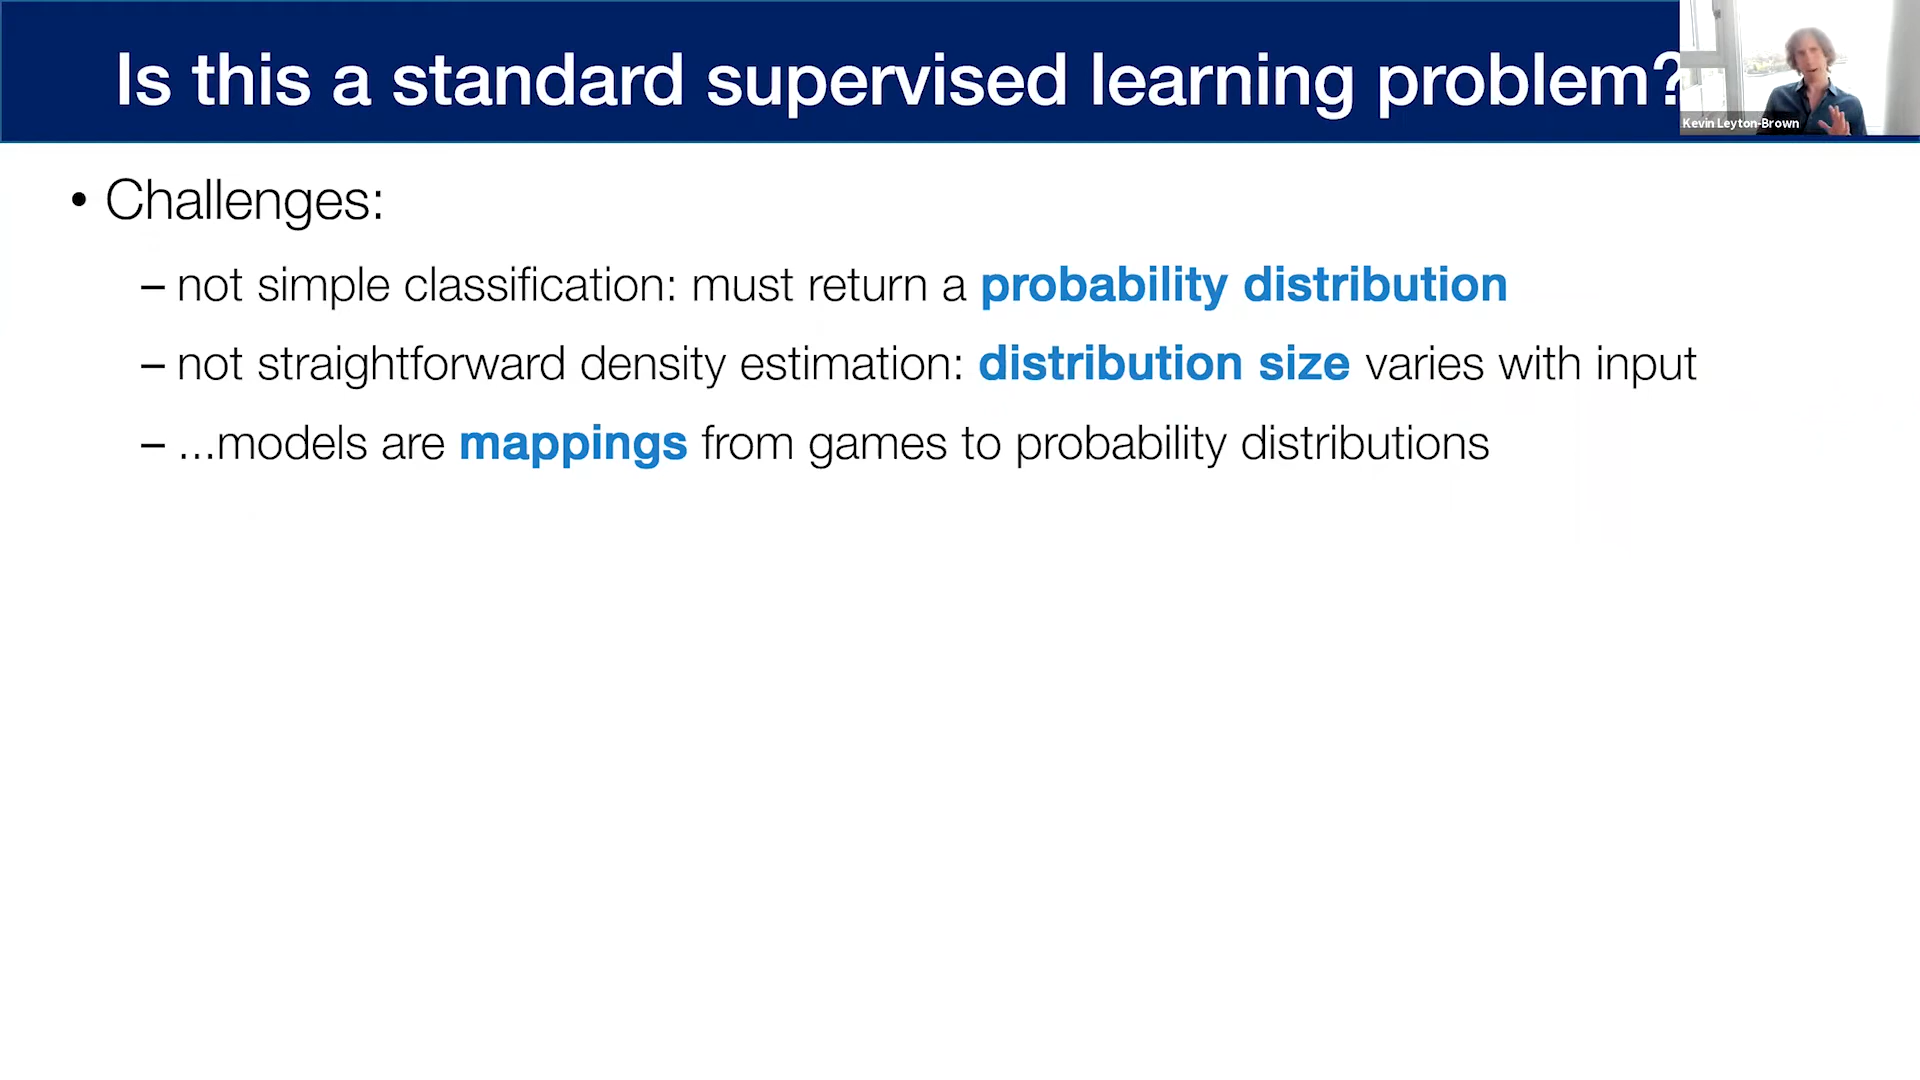 Is this a standard supervised learning problem?
Kevin Leyton-Brown
• Challenges:
– not simple classification: must return a probability distribution
– not straightforward density estimation: distribution size varies with input
– ...models are mappings from games to probability distributions